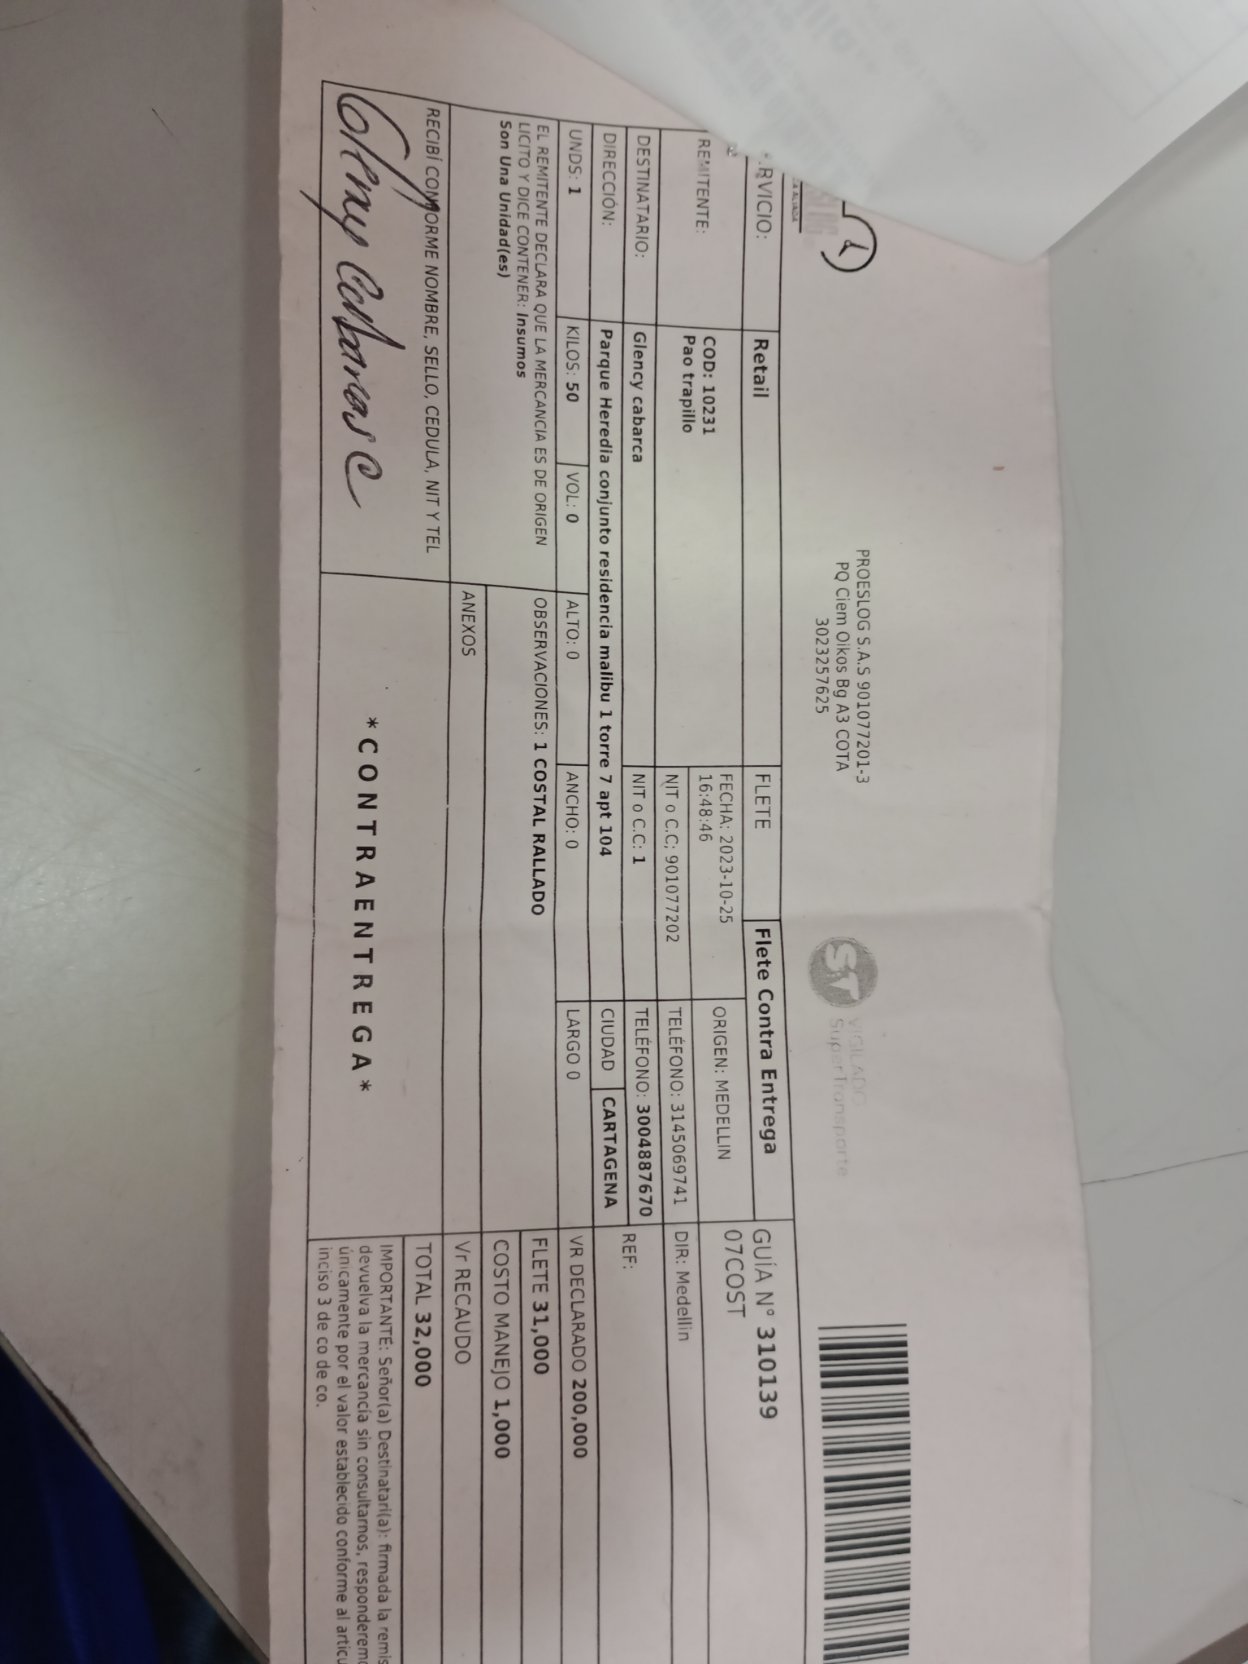 PROESLOG S.A.S 901077201-3
PQ Ciem Oikos Bg A3 COTA
3023257625
VIGILADO
SuperTransporte
RVICIO: Retail FLETE Flete Contra Entrega GUÍA N° 310139
07COST
REMITENTE: COD: 10231
Pao trapillo
FECHA: 2023-10-25
16:48:46
ORIGEN: MEDELLIN
NIT o C.C: 901077202 TELÉFONO: 3145069741 DIR: Medellin
DESTINATARIO: Glency cabarca NIT o C.C: 1 TELÉFONO: 3004887670 REF:
DIRECCIÓN: Parque Heredia conjunto residencia malibu 1 torre 7 apt 104 CIUDAD CARTAGENA
UNDS: 1 KILOS: 50 VOL: 0 ALTO: 0 ANCHO: 0 LARGO 0 VR DECLARADO 200,000
EL REMITENTE DECLARA QUE LA MERCANCIA ES DE ORIGEN
LICITO Y DICE CONTENER: Insumos
Son Una Unidad(es)
OBSERVACIONES: 1 COSTAL RALLADO
FLETE 31,000
COSTO MANEJO 1,000
ANEXOS
Vr RECAUDO
TOTAL 32,000
RECIBÍ CONFORME NOMBRE, SELLO, CEDULA, NIT Y TEL
Cabarcas C
*CONTRAENTREGA*
IMPORTANTE: Señor(a) Destinatari(a): firmada la remis
devuelva la mercancía sin consultarnos, responderemo
únicamente por el valor establecido conforme al articu
inciso 3 de co de co.